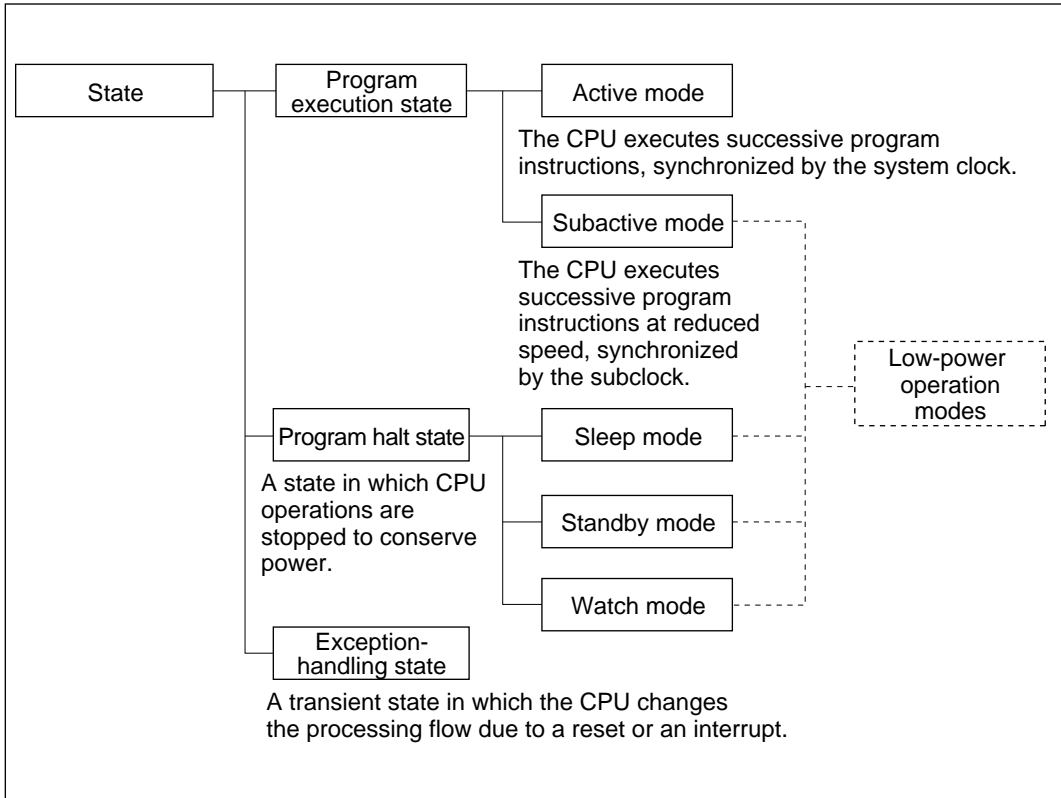 State
Program
execution state
Active mode
The CPU executes successive program
instructions, synchronized by the system clock.
Subactive mode
The CPU executes
successive program
instructions at reduced
speed, synchronized
by the subclock.
Low-power
operation
modes
Program halt state
A state in which CPU
operations are
stopped to conserve
power.
Sleep mode
Standby mode
Watch mode
Exception-
handling state
A transient state in which the CPU changes
the processing flow due to a reset or an interrupt.